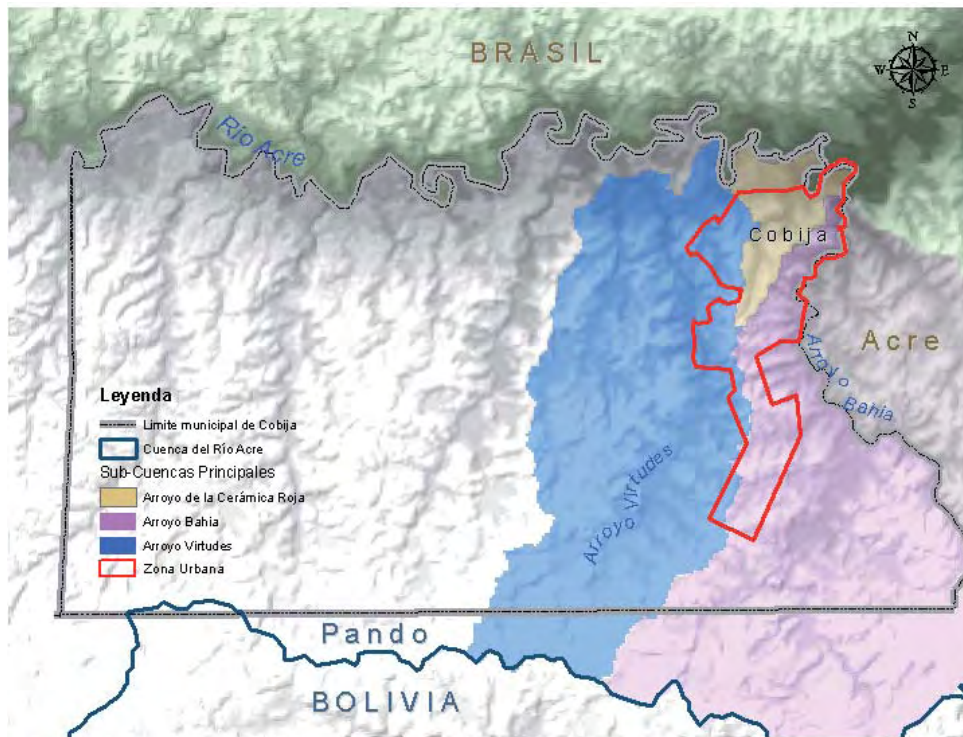 BRASIL
N
W E
S
Río Acre
Cobija
Acre
Arroyo Bahia
Leyenda
Límite municipal de Cobija
Cuenca del Río Acre
Sub-Cuencas Principales
Arroyo de la Cerámica Roja
Arroyo Bahia
Arroyo Virtudes
Zona Urbana
Arroyo Virtudes
Pando
BOLIVIA